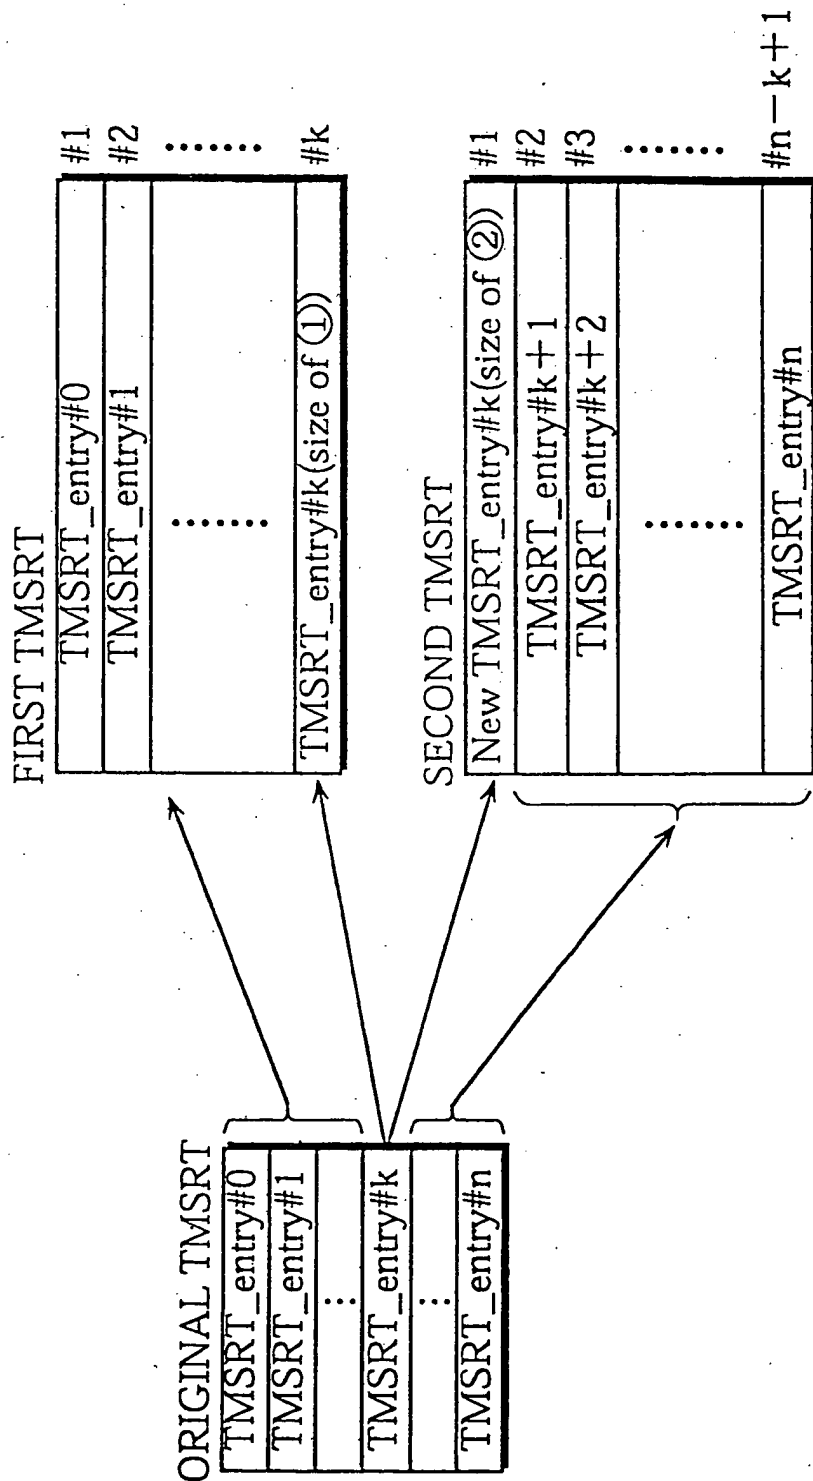 ORIGINAL TMSRT
TMSRT_entry#0
TMSRT_entry#1
⋯
TMSRT_entry#k
⋯
TMSRT_entry#n
FIRST TMSRT
TMSRT_entry#0 #1
TMSRT_entry#1 #2
⋯⋯ ⋯⋯
TMSRT_entry#k(size of ①) #k
SECOND TMSRT
New TMSRT_entry#k(size of ②) #1
TMSRT_entry#k+1 #2
TMSRT_entry#k+2 #3
⋯⋯ ⋯⋯
TMSRT_entry#n #n−k+1